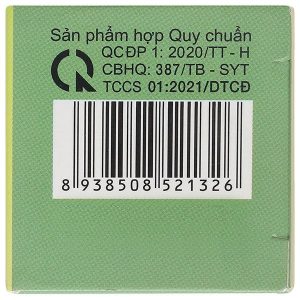 Sản phẩm hợp Quy chuẩn
QCĐP 1: 2020/TT - H
CBHQ: 387/TB - SYT
TCCS 01:2021/DTCĐ
8 938508 521326